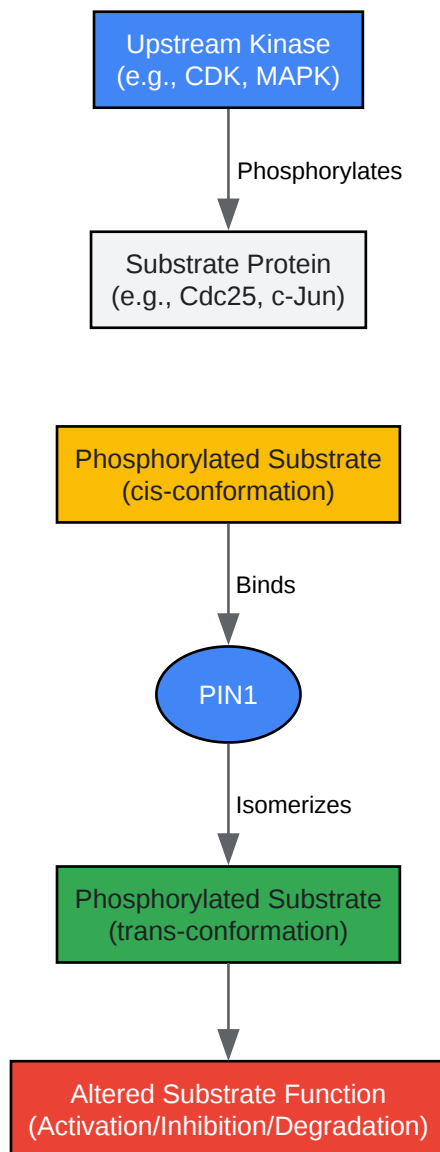 Upstream Kinase
(e.g., CDK, MAPK)
Phosphorylates
Substrate Protein
(e.g., Cdc25, c-Jun)
Phosphorylated Substrate
(cis-conformation)
Binds
PIN1
Isomerizes
Phosphorylated Substrate
(trans-conformation)
Altered Substrate Function
(Activation/Inhibition/Degradation)